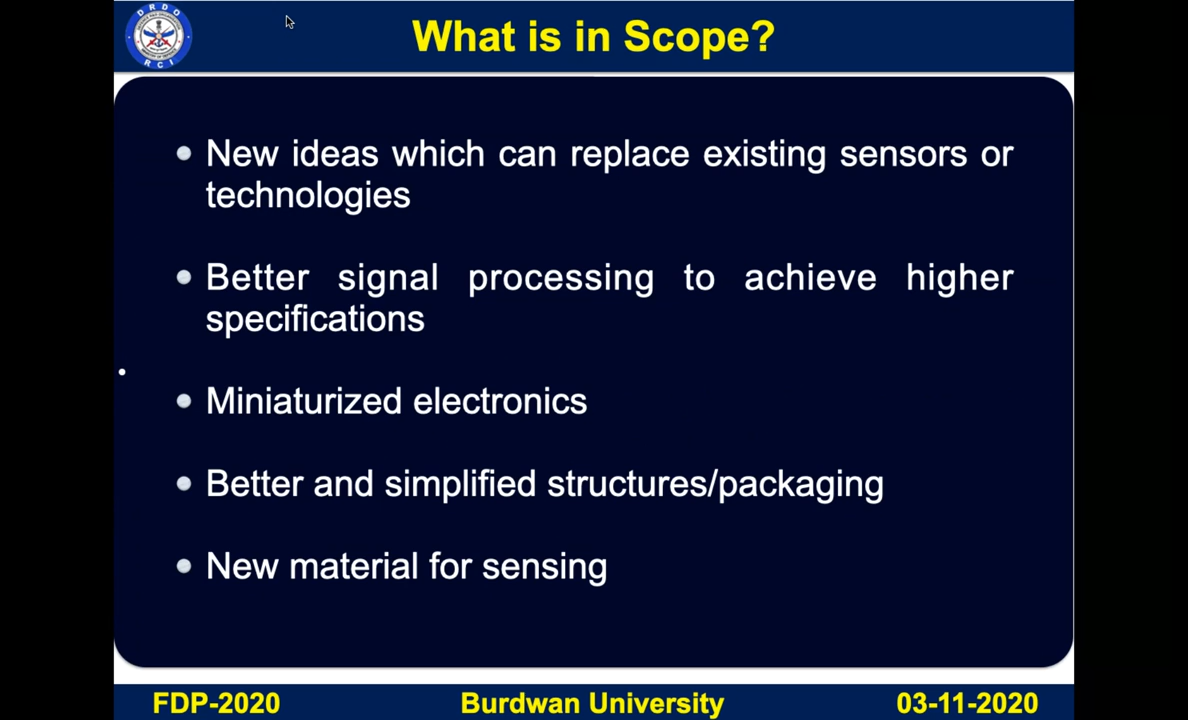 DRDO
RCI
What is in Scope?
New ideas which can replace existing sensors or
technologies
Better signal processing to achieve higher
specifications
Miniaturized electronics
Better and simplified structures/packaging
New material for sensing
FDP-2020 Burdwan University 03-11-2020